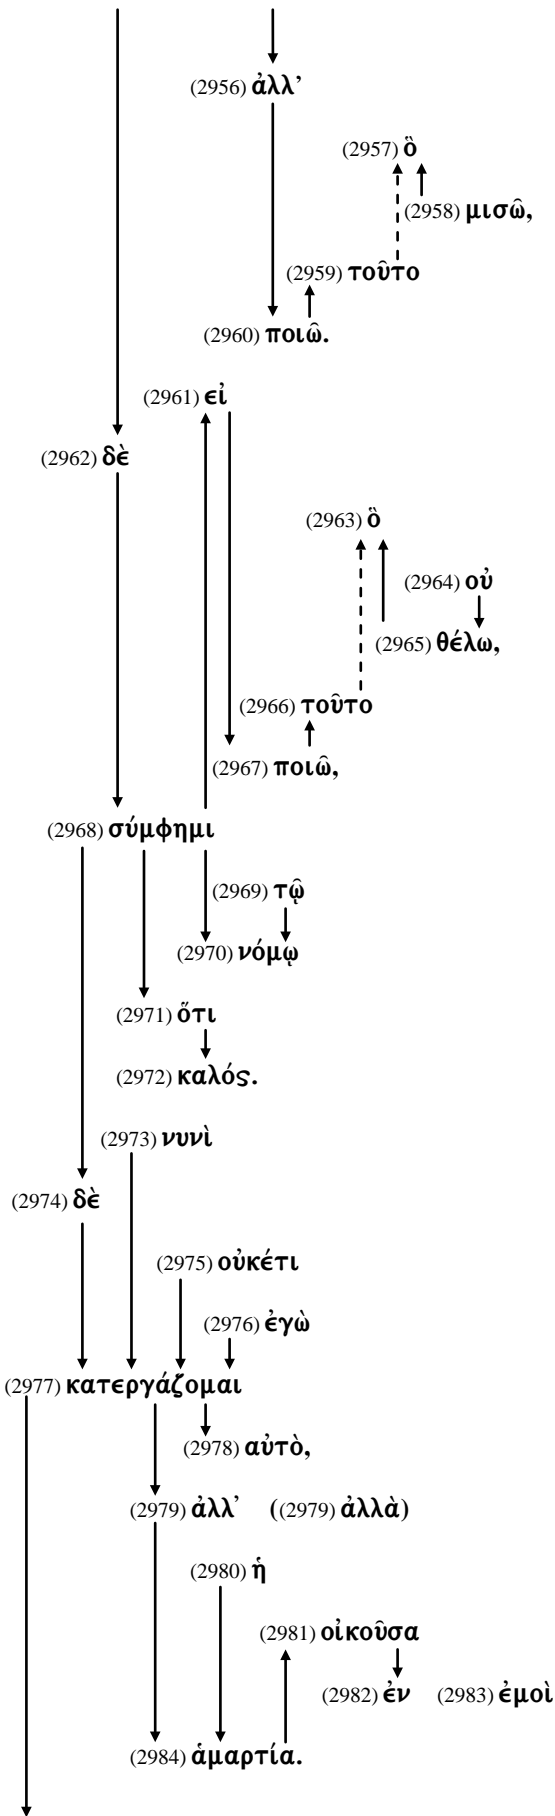 (2956) ἀλλ’
(2957) ὃ
(2958) μισῶ,
(2959) τοῦτο
(2960) ποιῶ.
(2961) εἰ
(2962) δὲ
(2963) ὃ
(2964) οὐ
(2965) θέλω,
(2966) τοῦτο
(2967) ποιῶ,
(2968) σύμφημι
(2969) τῷ
(2970) νόμῳ
(2971) ὅτι
(2972) καλός.
(2973) νυνὶ
(2974) δὲ
(2975) οὐκέτι
(2976) ἐγὼ
(2977) κατεργάζομαι
(2978) αὐτὸ,
(2979) ἀλλ’ ((2979) ἀλλὰ)
(2980) ἡ
(2981) οἰκοῦσα
(2982) ἐν (2983) ἐμοὶ
(2984) ἁμαρτία.